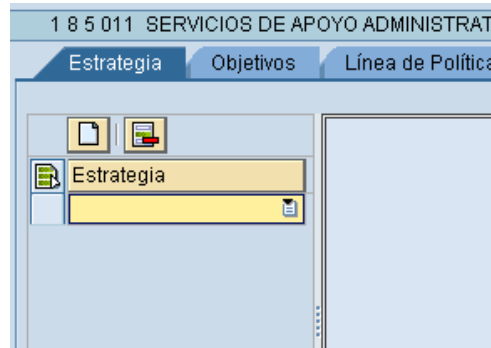 1 8 5 011 SERVICIOS DE APOYO ADMINISTRAT
Estrategia Objetivos Línea de Política
Estrategia